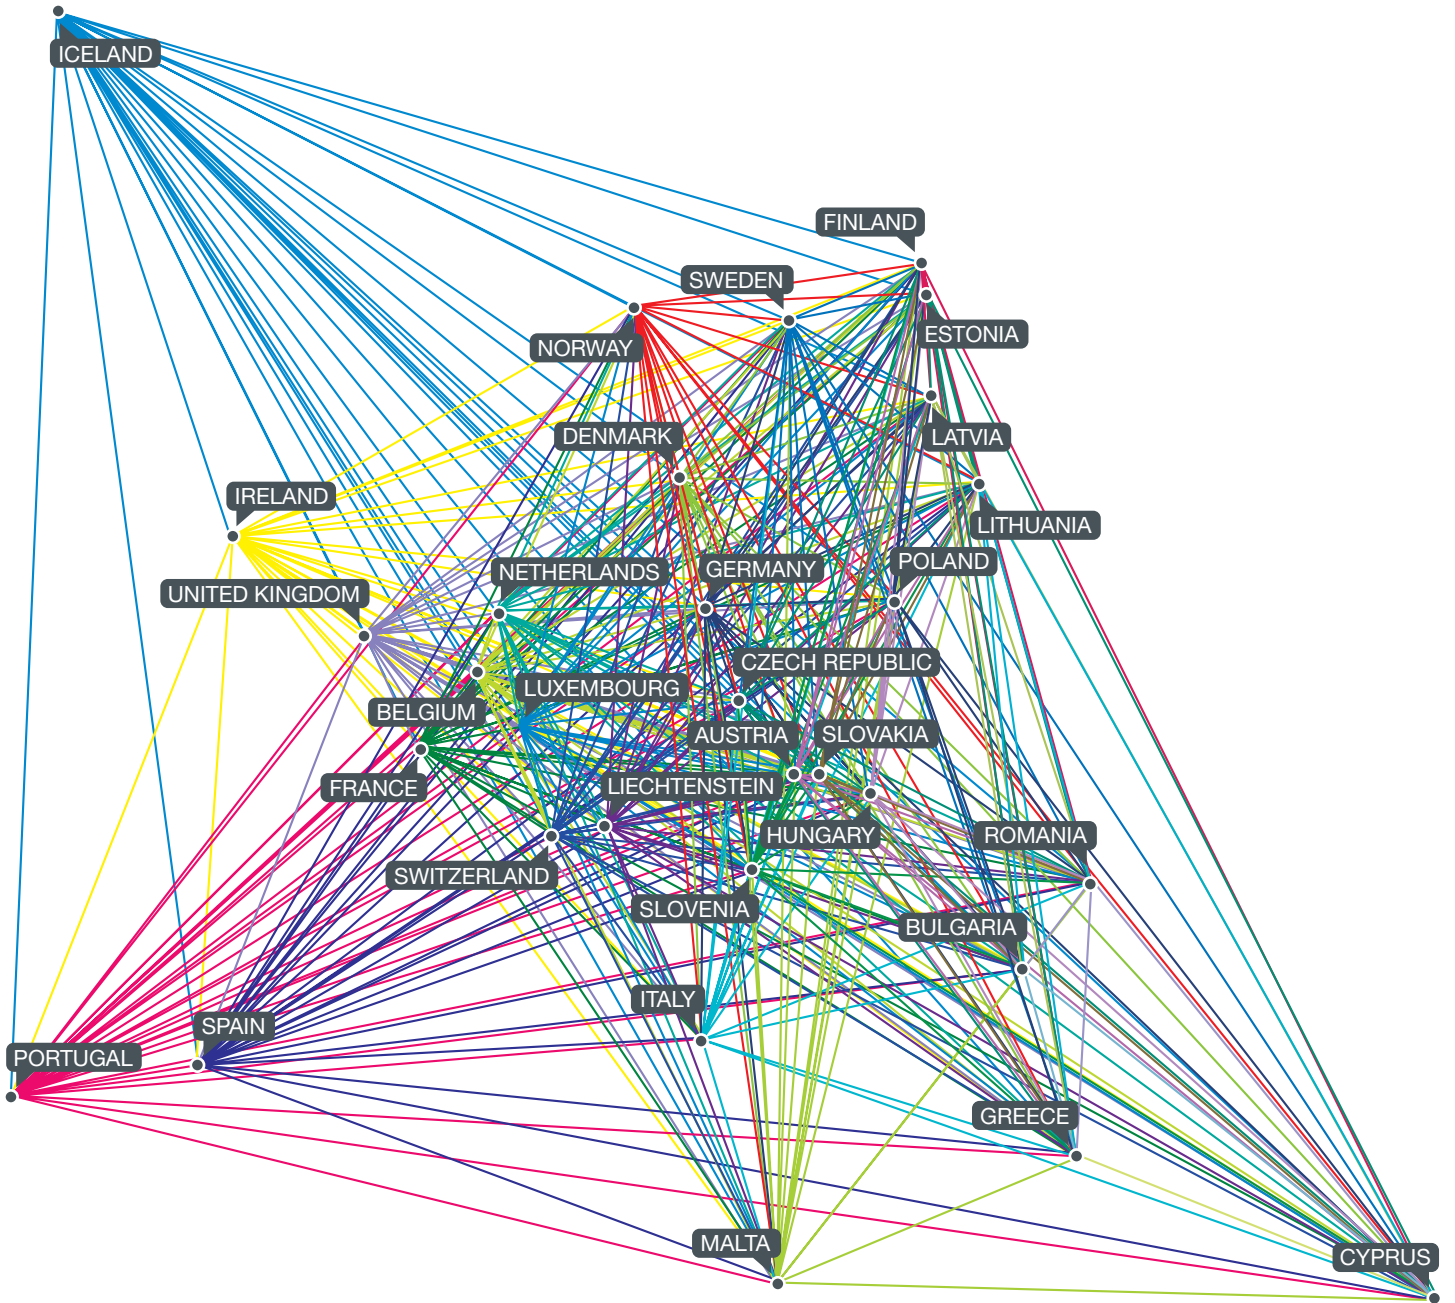 ICELAND
FINLAND
SWEDEN
ESTONIA
NORWAY
DENMARK
LATVIA
IRELAND
LITHUANIA
POLAND
NETHERLANDS
GERMANY
UNITED KINGDOM
CZECH REPUBLIC
LUXEMBOURG
BELGIUM
AUSTRIA
SLOVAKIA
FRANCE
LIECHTENSTEIN
HUNGARY
ROMANIA
SWITZERLAND
SLOVENIA
BULGARIA
ITALY
SPAIN
PORTUGAL
GREECE
MALTA
CYPRUS